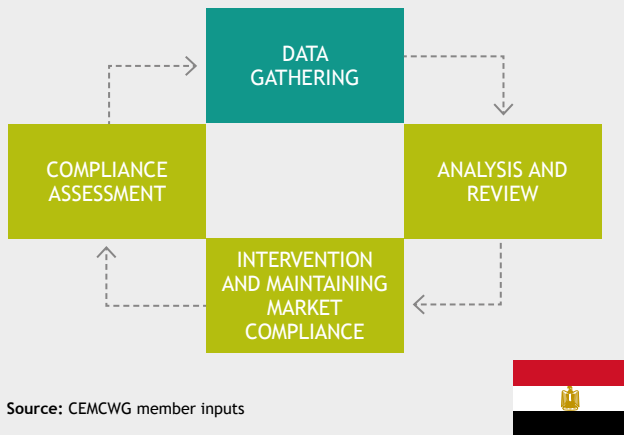 DATA
GATHERING
COMPLIANCE
ASSESSMENT
ANALYSIS AND
REVIEW
INTERVENTION
AND MAINTAINING
MARKET
COMPLIANCE
Source: CEMCWG member inputs